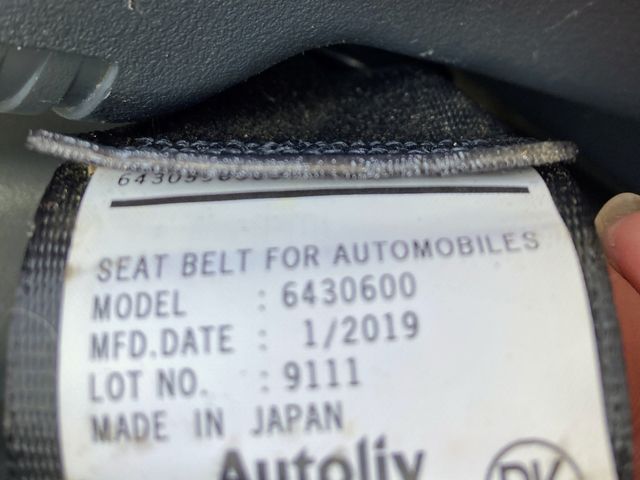 SEAT BELT FOR AUTOMOBILES
MODEL : 6430600
MFD.DATE : 1/2019
LOT NO. : 9111
MADE IN JAPAN
Autoliv